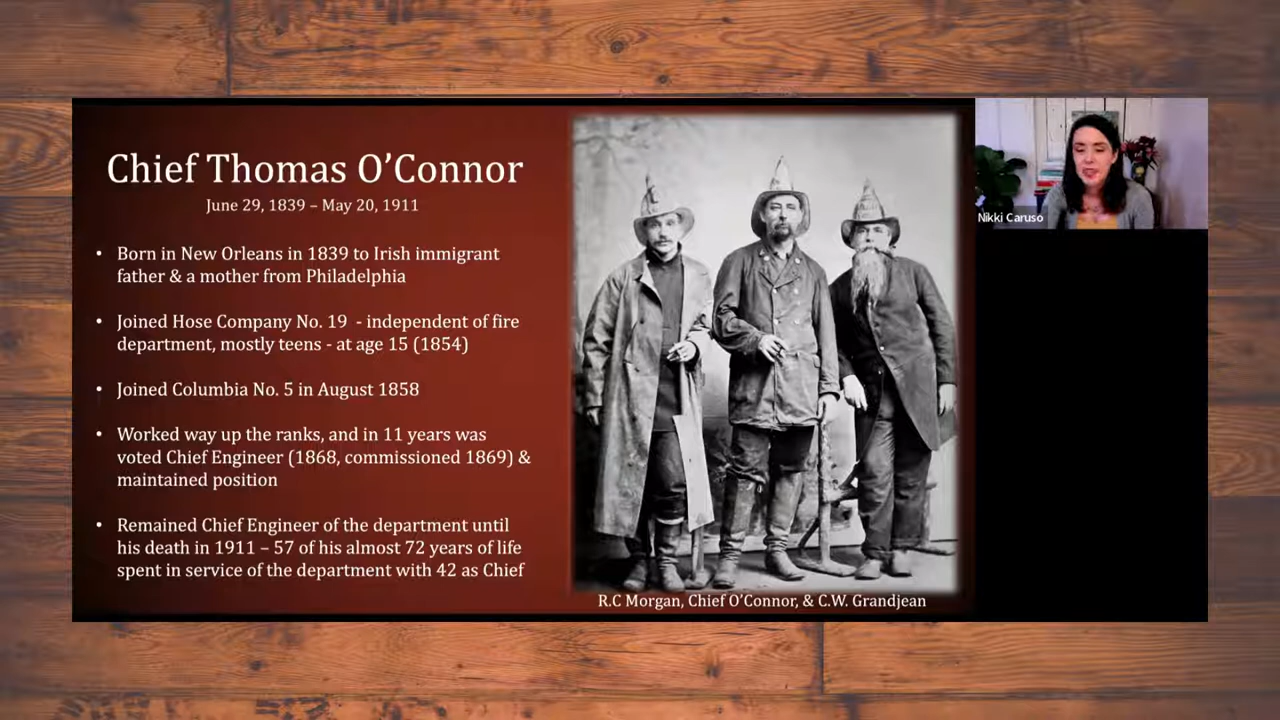 Chief Thomas O’Connor
June 29, 1839 – May 20, 1911
• Born in New Orleans in 1839 to Irish immigrant
father & a mother from Philadelphia
• Joined Hose Company No. 19 - independent of fire
department, mostly teens - at age 15 (1854)
• Joined Columbia No. 5 in August 1858
• Worked way up the ranks, and in 11 years was
voted Chief Engineer (1868, commissioned 1869) &
maintained position
• Remained Chief Engineer of the department until
his death in 1911 – 57 of his almost 72 years of life
spent in service of the department with 42 as Chief
R.C Morgan, Chief O’Connor, & C.W. Grandjean
Nikki Caruso